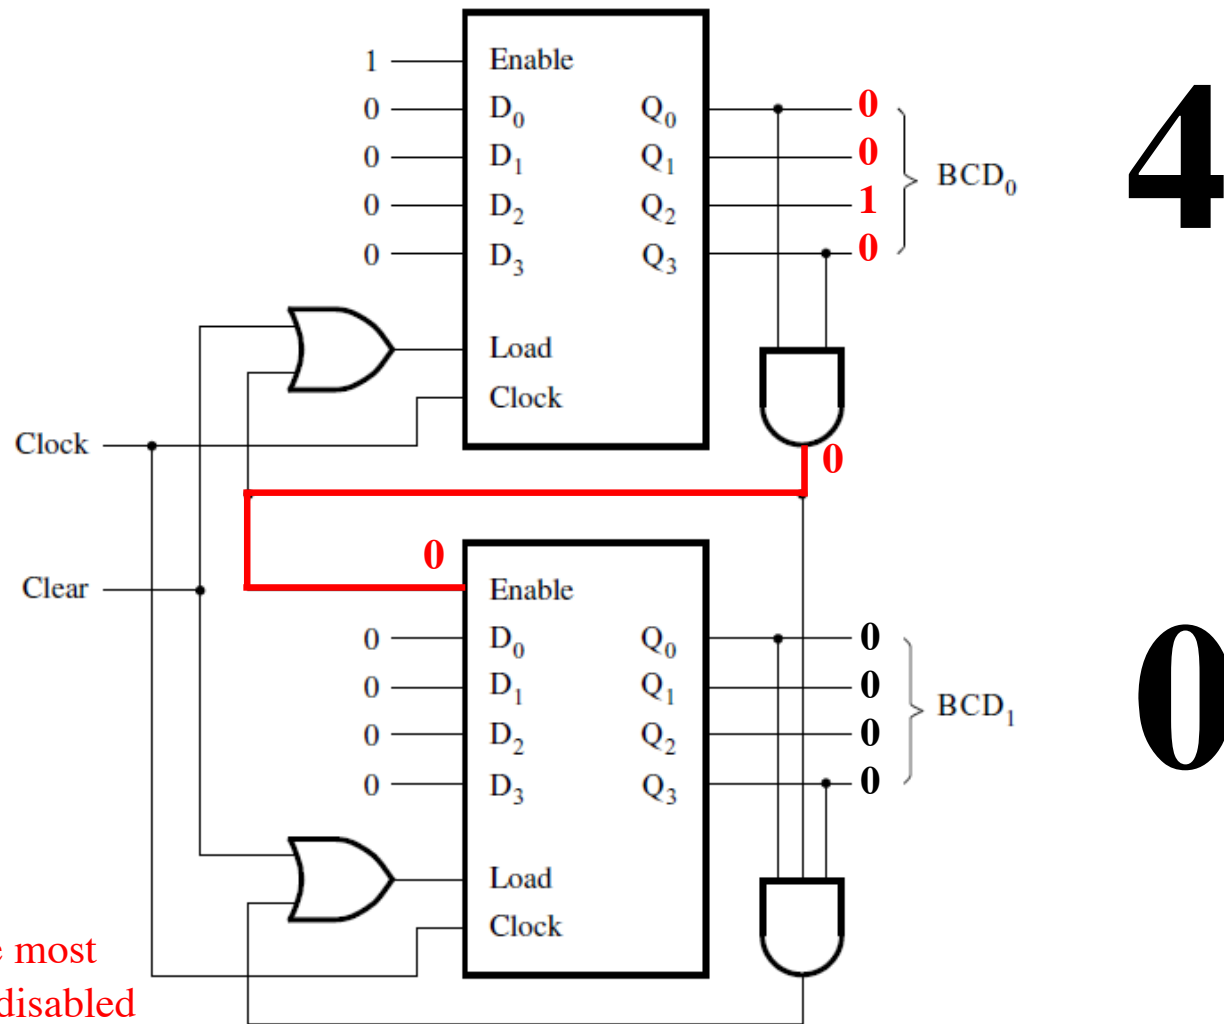 1 Enable
0 D0 Q0 0
0 D1 Q1 0 BCD0 4
0 D2 Q2 1
0 D3 Q3 0
Load
Clock
Clock
0
0
Clear
Enable
0 D0 Q0 0
0 D1 Q1 0
BCD1 0
0 D2 Q2 0
0 D3 Q3 0
Load
Clock
most
disabled